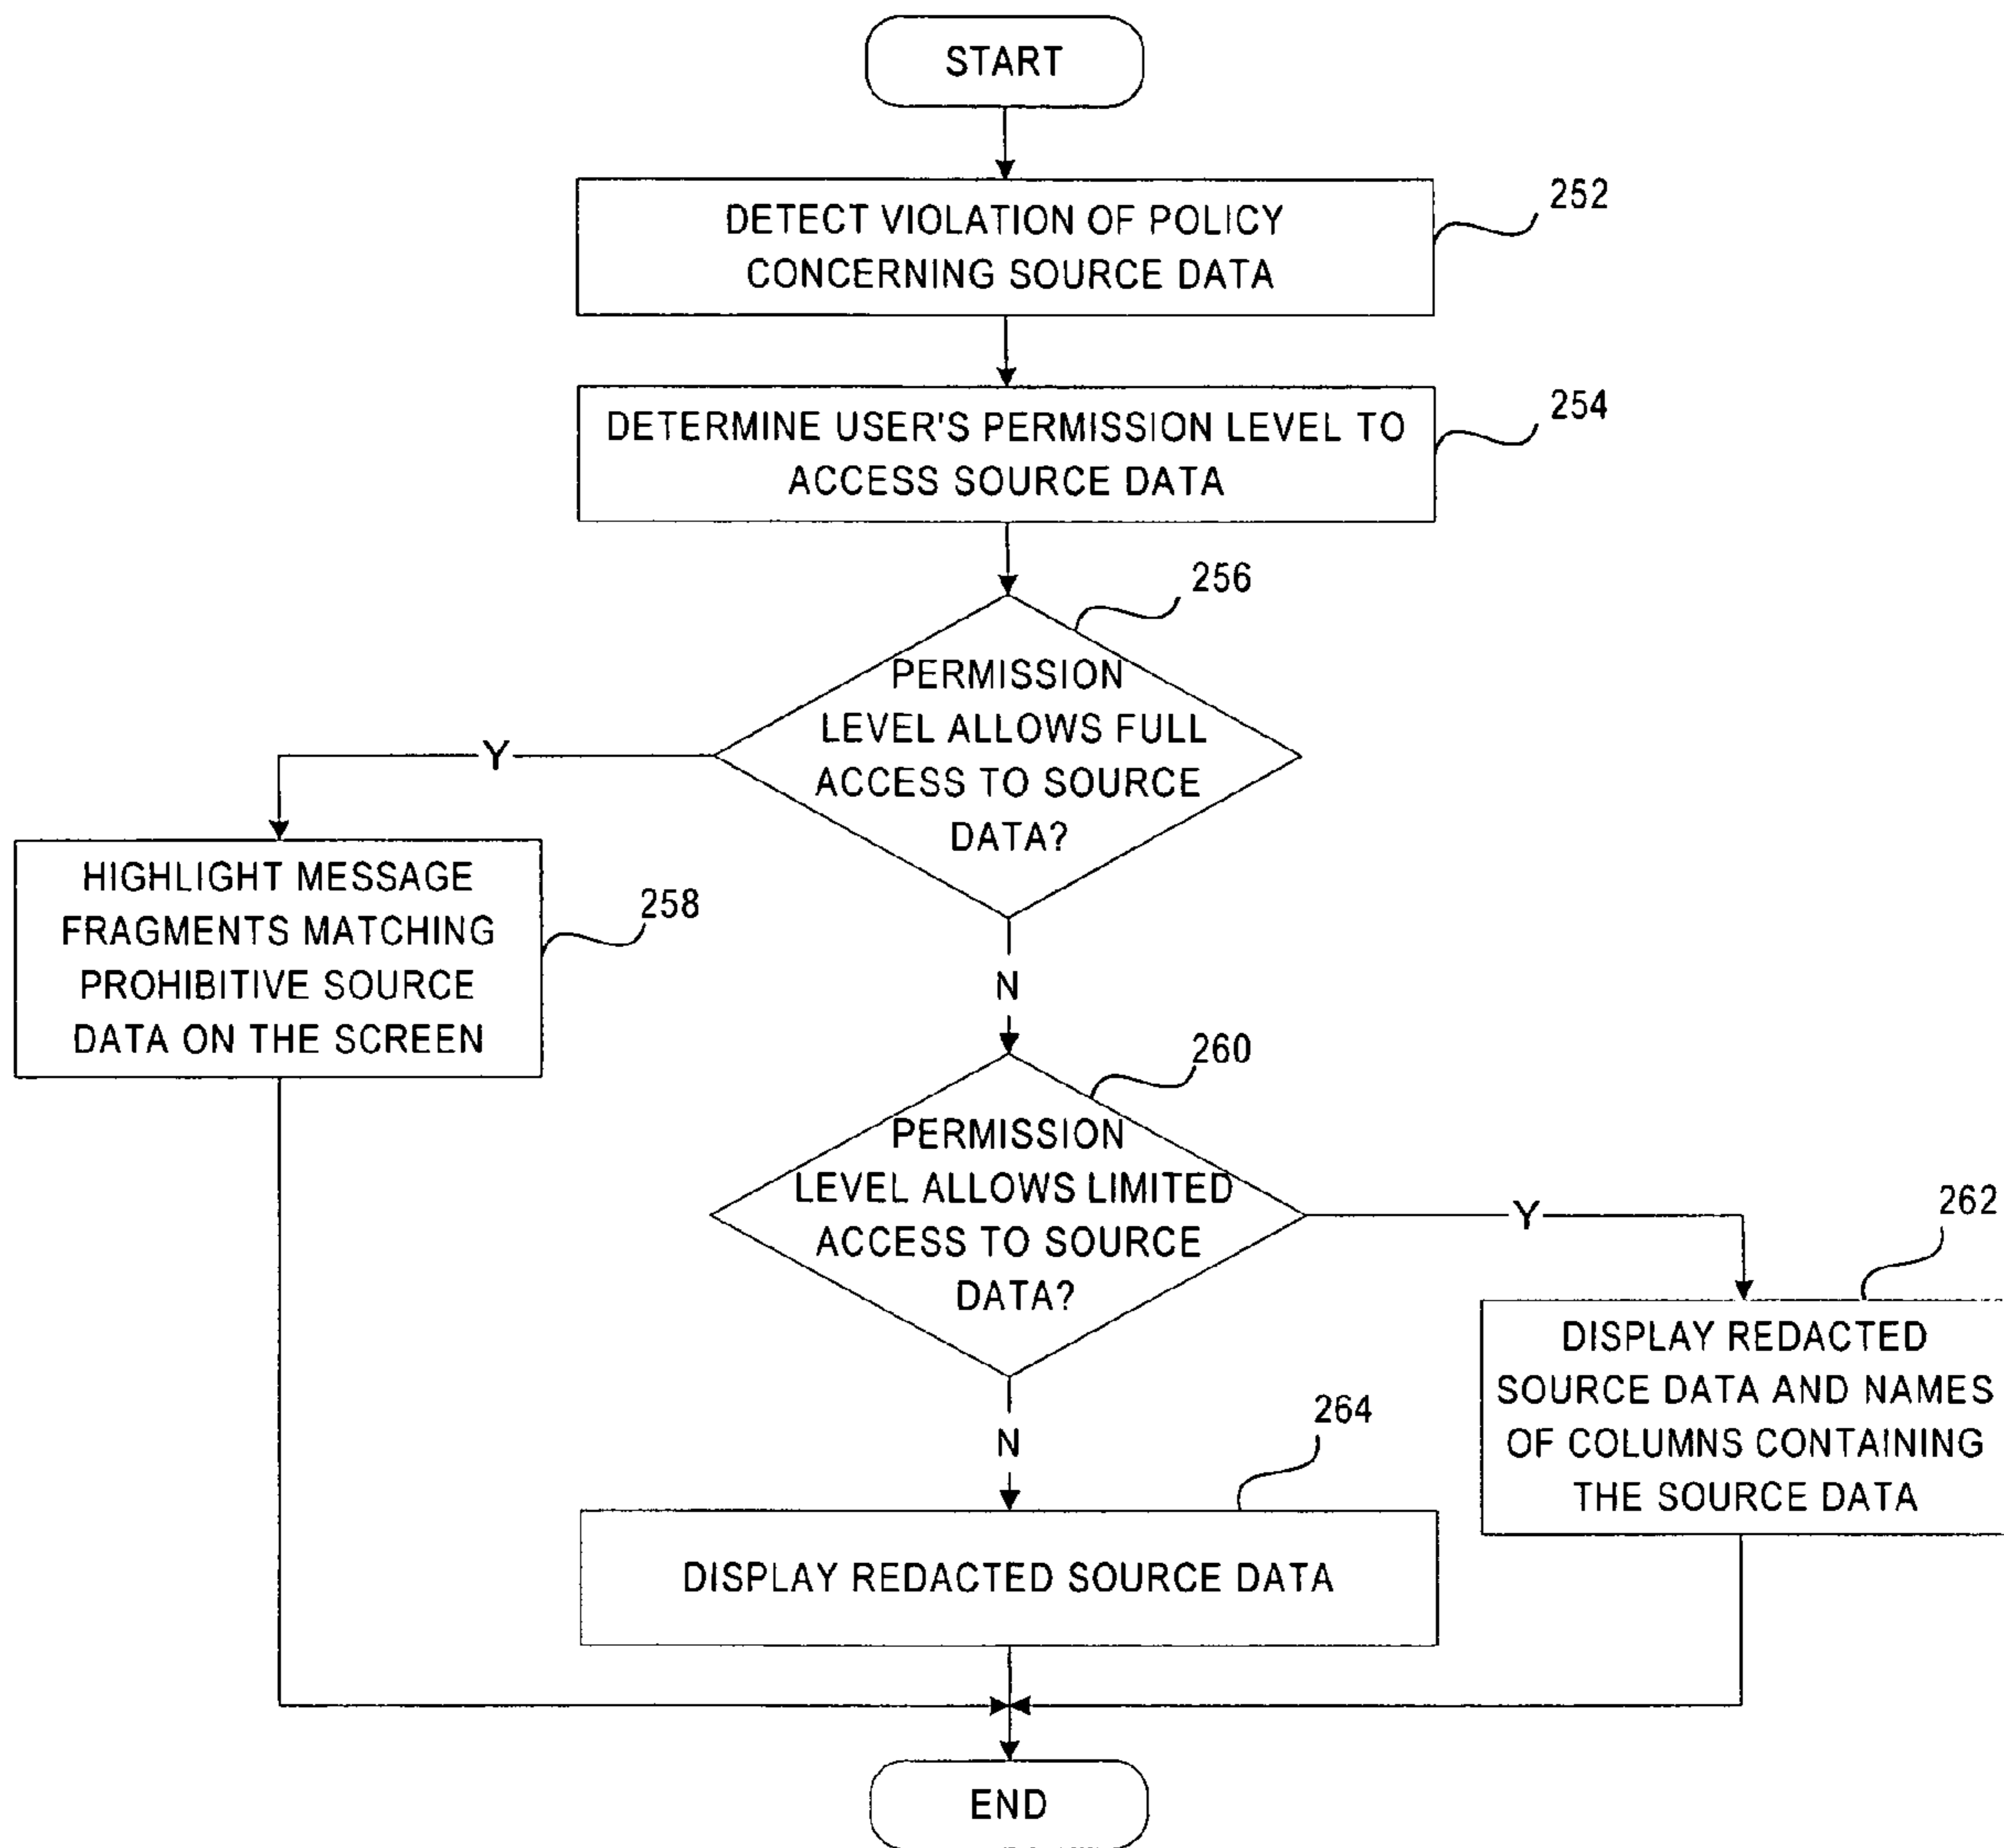 START
DETECT VIOLATION OF POLICY
CONCERNING SOURCE DATA
252
DETERMINE USER'S PERMISSION LEVEL TO
ACCESS SOURCE DATA
254
256
PERMISSION
LEVEL ALLOWS FULL
ACCESS TO SOURCE
DATA?
Y
HIGHLIGHT MESSAGE
FRAGMENTS MATCHING
PROHIBITIVE SOURCE
DATA ON THE SCREEN
258
N
260
PERMISSION
LEVEL ALLOWS LIMITED
ACCESS TO SOURCE
DATA?
Y
262
DISPLAY REDACTED
SOURCE DATA AND NAMES
OF COLUMNS CONTAINING
THE SOURCE DATA
N
264
DISPLAY REDACTED SOURCE DATA
END